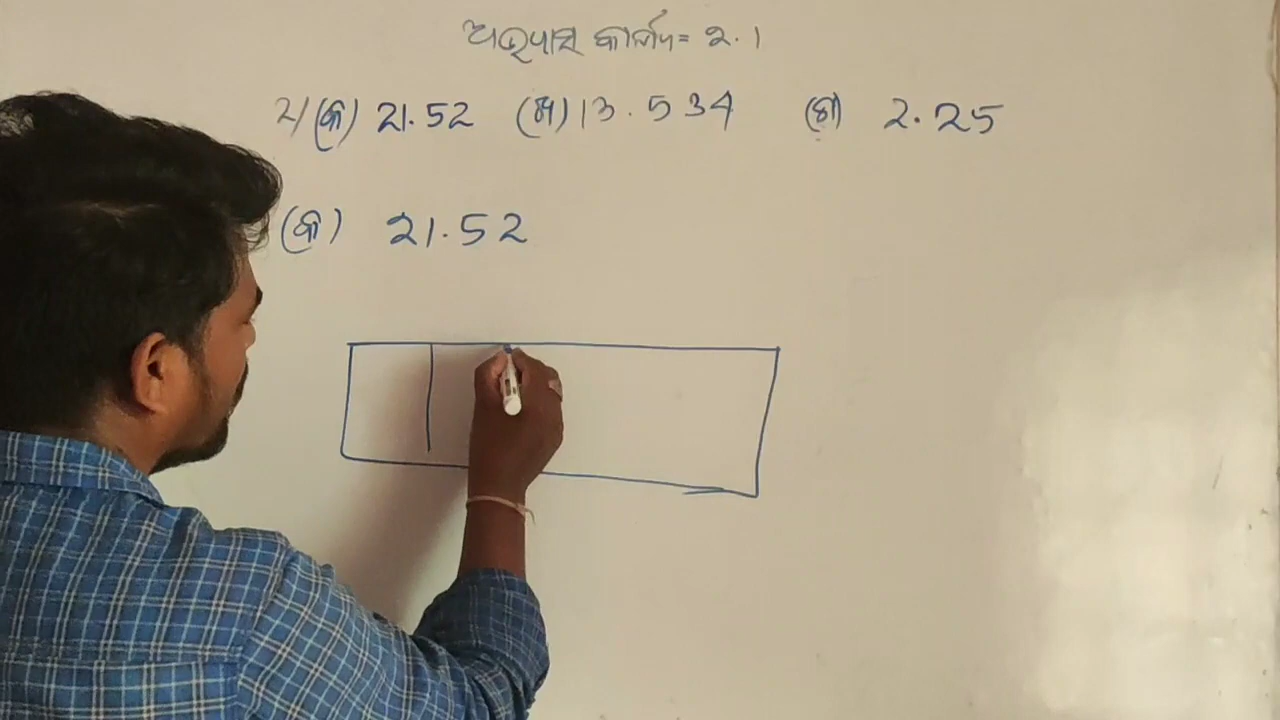 ଅଭ୍ୟାସ କାର୍ଯ୍ୟ = 2.1
2/ (କ) 21.52 (ଖ) 13.534 (ଗ) 2.25
(କ) 21.52